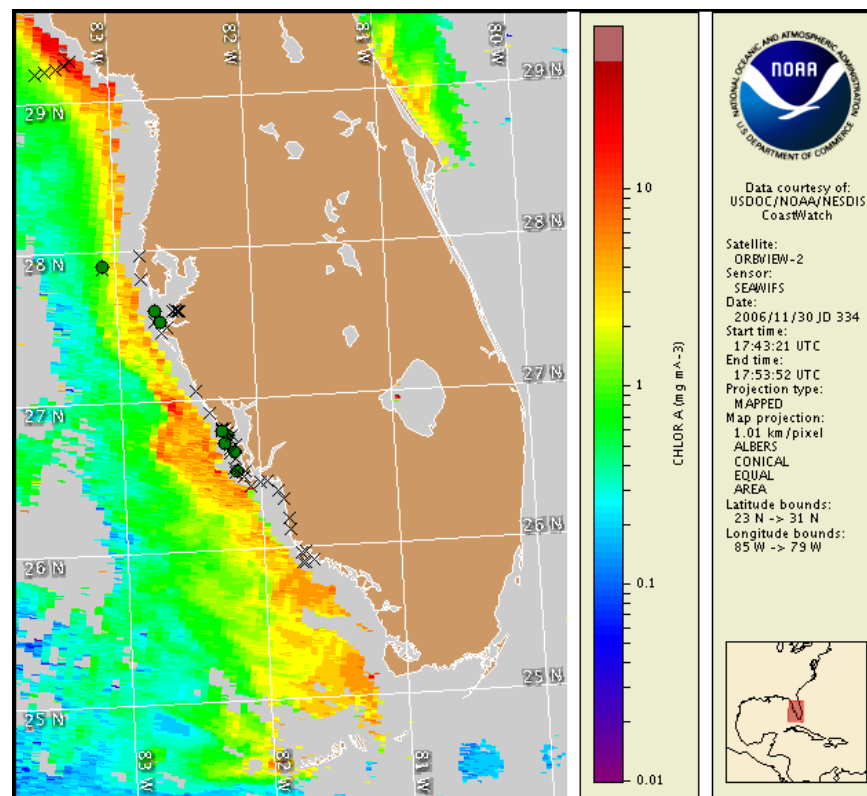 83 W
82 W
81 W
80 W
29 N
29 N
28 N
28 N
27 N
27 N
26 N
26 N
25 N
25 N
83 W
82 W
81 W
10
1
0.1
0.01
CHLOR A (mg m^-3)
NATIONAL OCEANIC AND ATMOSPHERIC ADMINISTRATION
NOAA
U.S. DEPARTMENT OF COMMERCE
Data courtesy of:
USDOC/NOAA/NESDIS
CoastWatch
Satellite:
ORBVIEW-2
Sensor:
SEAWIFS
Date:
2006/11/30 JD 334
Start time:
17:43:21 UTC
End time:
17:53:52 UTC
Projection type:
MAPPED
Map projection:
1.01 km/pixel
ALBERS
CONICAL
EQUAL
AREA
Latitude bounds:
23 N -> 31 N
Longitude bounds:
85 W -> 79 W